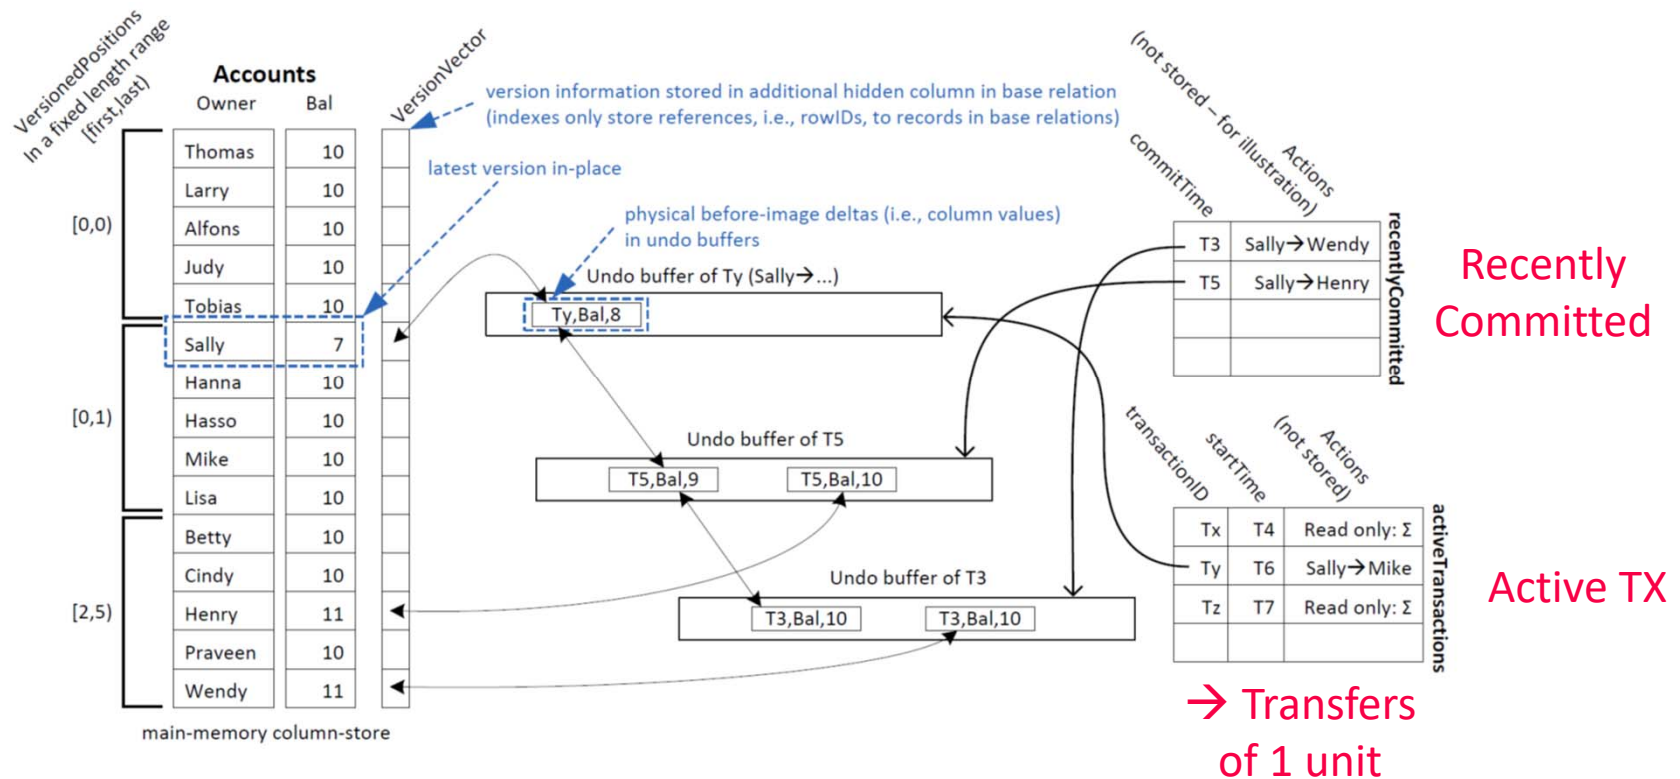 VersionedPositions
In a fixed length range
[first,last)
Accounts
Owner Bal
VersionVector
Thomas 10
Larry 10
Alfons 10
Judy 10
Tobias 10
Sally 7
Hanna 10
Hasso 10
Mike 10
Lisa 10
Betty 10
Cindy 10
Henry 11
Praveen 10
Wendy 11
[0,0)
[0,1)
[2,5)
main-memory column-store
version information stored in additional hidden column in base relation
(indexes only store references, i.e., rowIDs, to records in base relations)
latest version in-place
physical before-image deltas (i.e., column values)
in undo buffers
Undo buffer of Ty (Sally→...)
Ty,Bal,8
Undo buffer of T5
T5,Bal,9 T5,Bal,10
Undo buffer of T3
T3,Bal,10 T3,Bal,10
commitTime
Actions
(not stored – for illustration)
T3 Sally→Wendy
T5 Sally→Henry
recentlyCommitted
Recently
Committed
transactionID
startTime
Actions
(not stored)
Tx T4 Read only: Σ
Ty T6 Sally→Mike
Tz T7 Read only: Σ
activeTransactions
Active TX
→ Transfers
of 1 unit